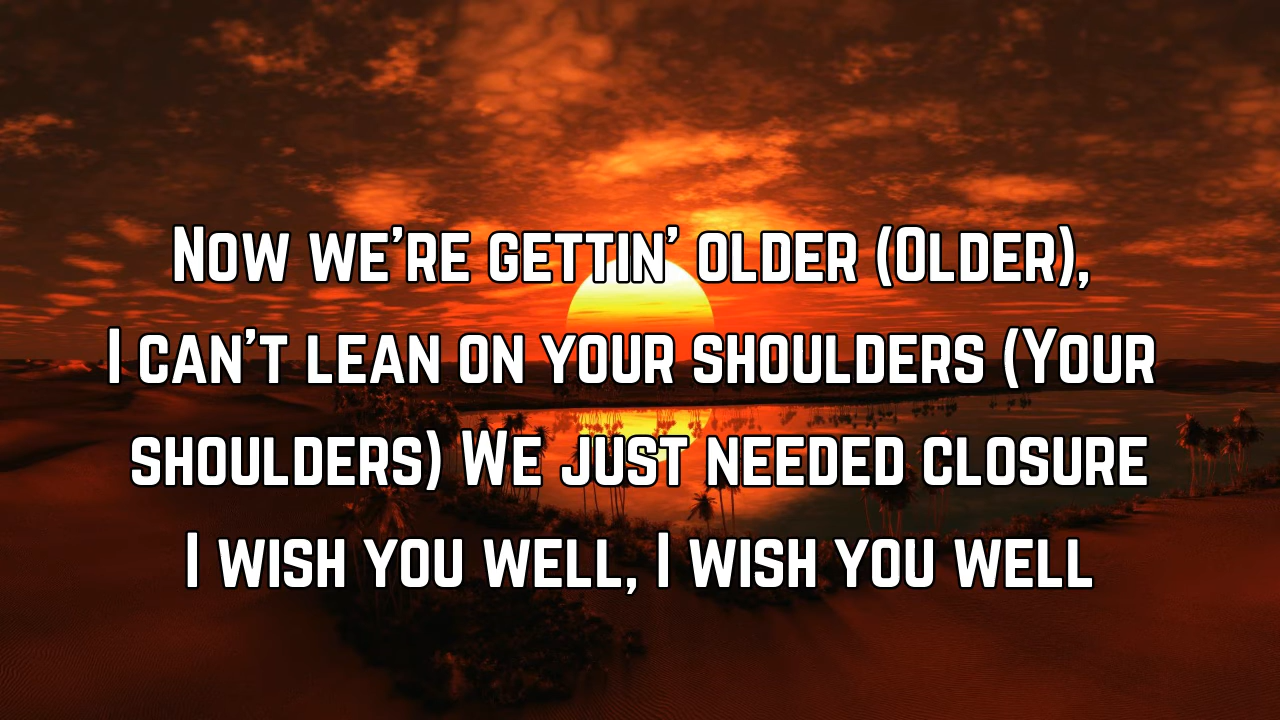 Now we're gettin' older (Older),
I can't lean on your shoulders (Your
shoulders) We just needed closure
I wish you well, I wish you well